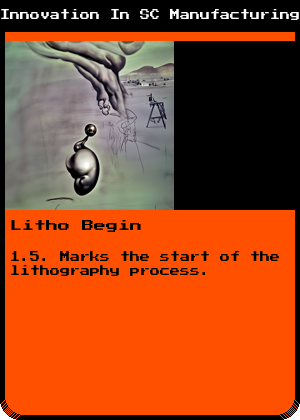 Innovation In SC Manufacturing
Litho Begin
1.5. Marks the start of the
lithography process.